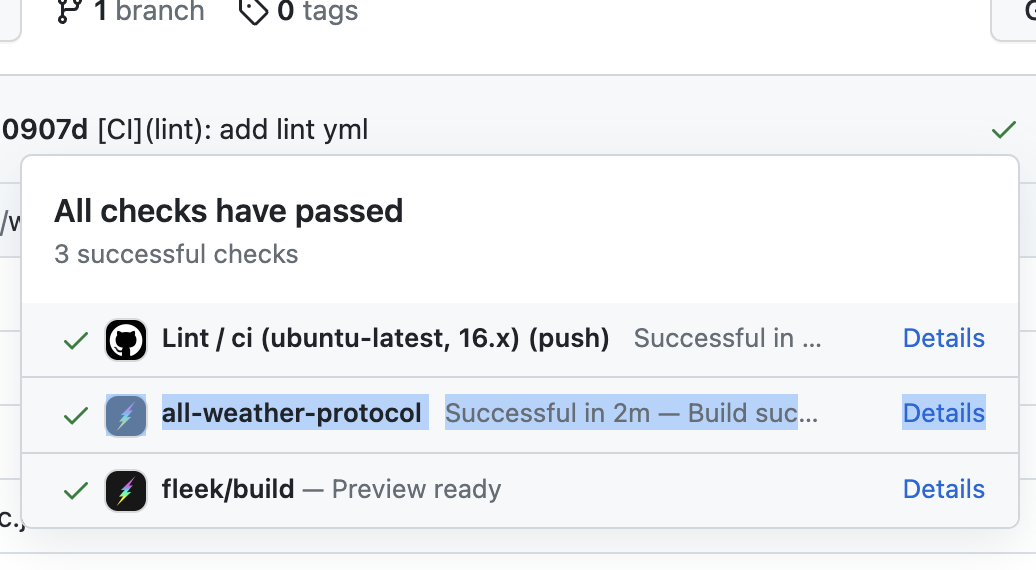 1 branch 0 tags
0907d [CI](lint): add lint yml
All checks have passed
3 successful checks
Lint / ci (ubuntu-latest, 16.x) (push) Successful in ... Details
all-weather-protocol Successful in 2m — Build suc... Details
fleek/build — Preview ready Details